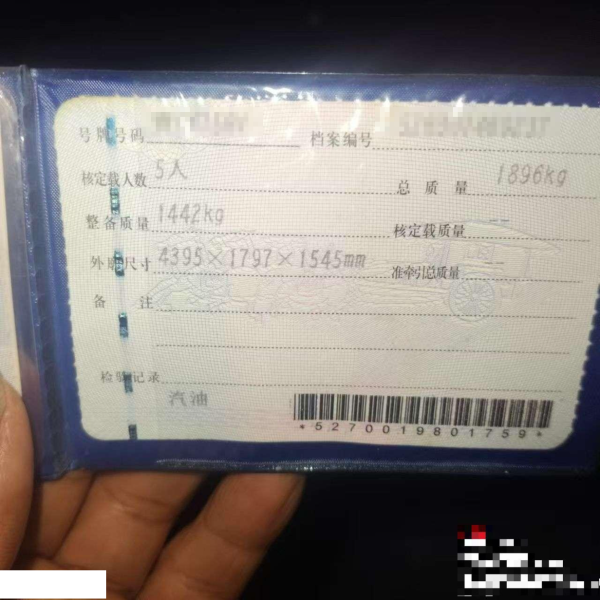 号牌号码 档案编号
核定载人数 5人 总质量 1896kg
整备质量 1442kg 核定载质量 --
外廓尺寸 4395×1797×1545mm 准牵引总质量 --
备注
检验记录
汽油
*5270019801759*